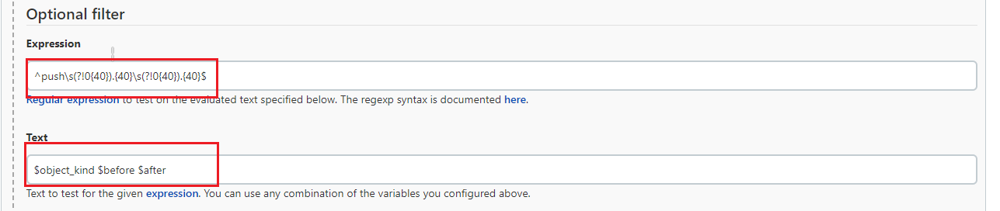 Optional filter
Expression
^push\s(?!0{40}).{40}\s(?!0{40}).{40}$
Regular expression to test on the evaluated text specified below. The regexp syntax is documented here.
Text
$object_kind $before $after
Text to test for the given expression. You can use any combination of the variables you configured above.